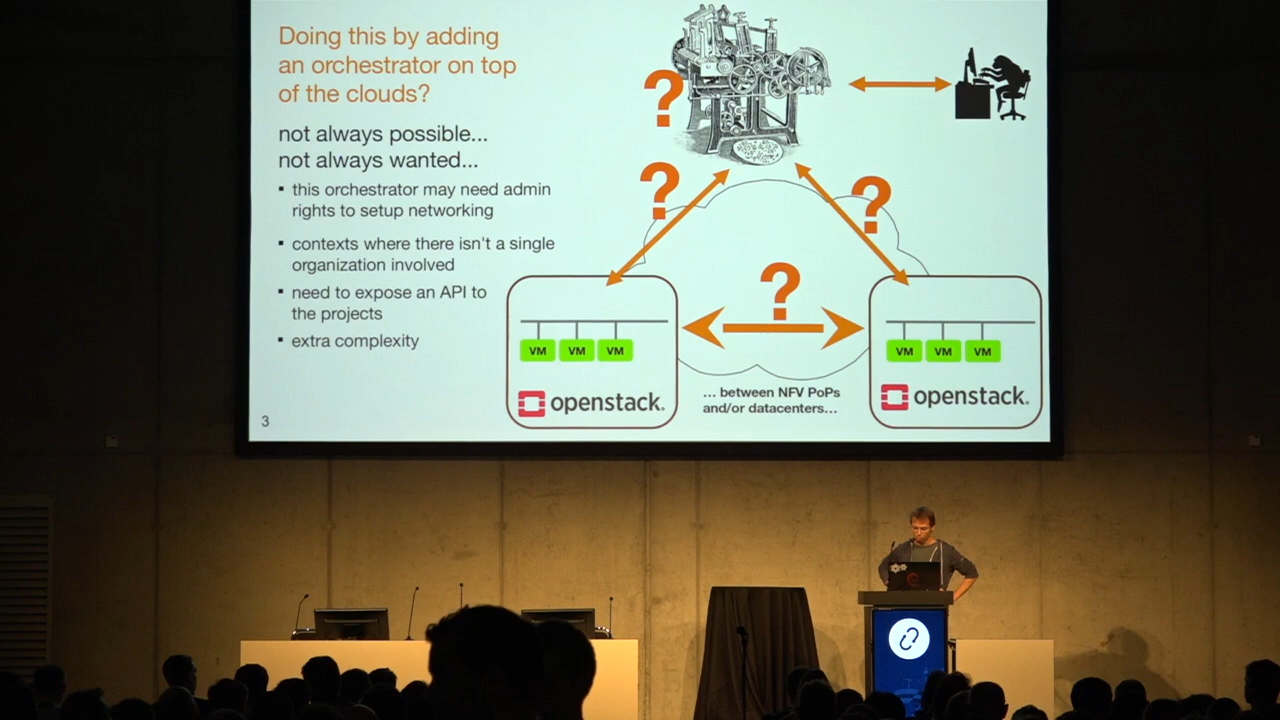 Doing this by adding
an orchestrator on top
of the clouds?
not always possible...
not always wanted...
▪ this orchestrator may need admin
rights to setup networking
▪ contexts where there isn't a single
organization involved
▪ need to expose an API to
the projects
▪ extra complexity
3
?
?
?
?
VM VM VM
openstack.
... between NFV PoPs
and/or datacenters...
VM VM VM
openstack.